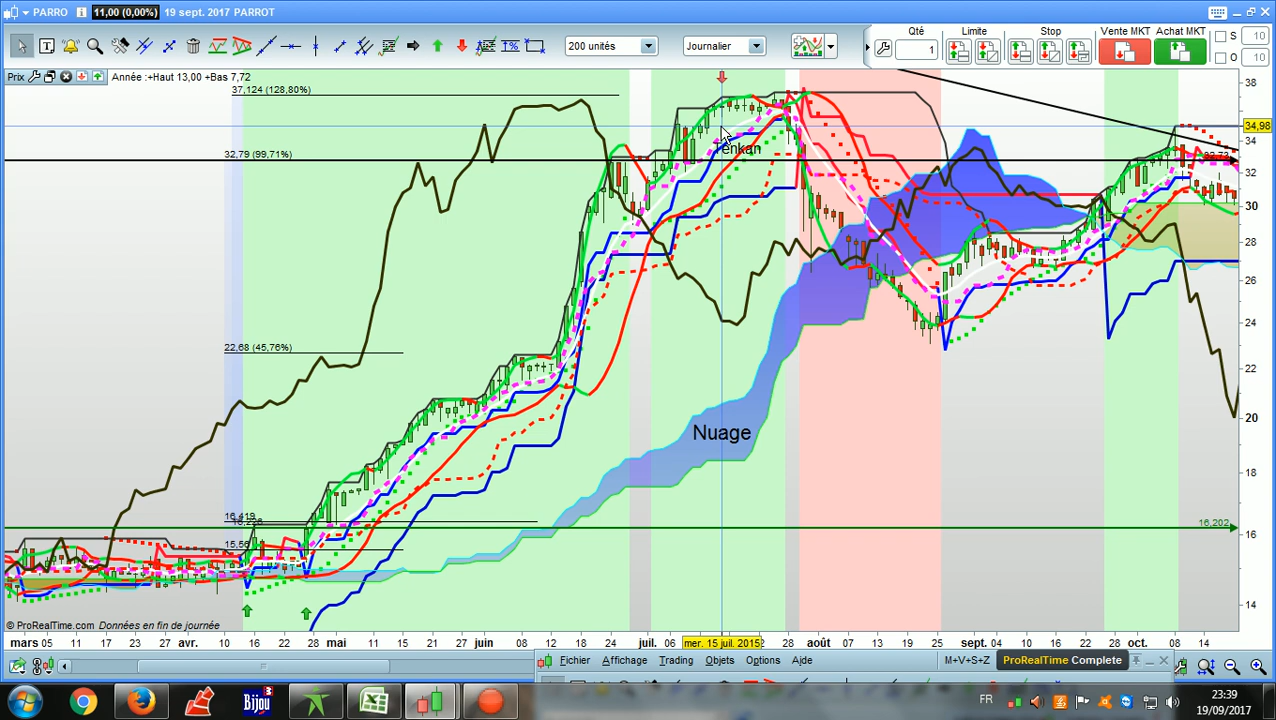 PARRO 11,00 (0,00%) 19 sept. 2017 PARROT
200 unités Journalier Qté 1 Limite Stop Vente MKT Achat MKT S 10
O 10
Prix Année :+Haut 13,00 +Bas 7,72
37,124 (128,80%)
32,79 (99,71%)
Tenkan
22,68 (45,76%)
Nuage
16,419
16,202
38
34,98
34
32
30
28
26
24
22
20
18
16
14
© ProRealTime.com Données en fin de journée
mars 05 11 17 23 27 avr. 10 16 22 28 mai 11 15 21 27 juin 08 12 18 24 juil. 06 mer. 15 juil. 2015 22 28 août 07 13 19 25 sept. 04 10 16 22 28 oct. 08 14
Fichier Affichage Trading Objets Options Aide M+V+S+Z ProRealTime Complete
Bijou 3
FR 23:39
19/09/2017